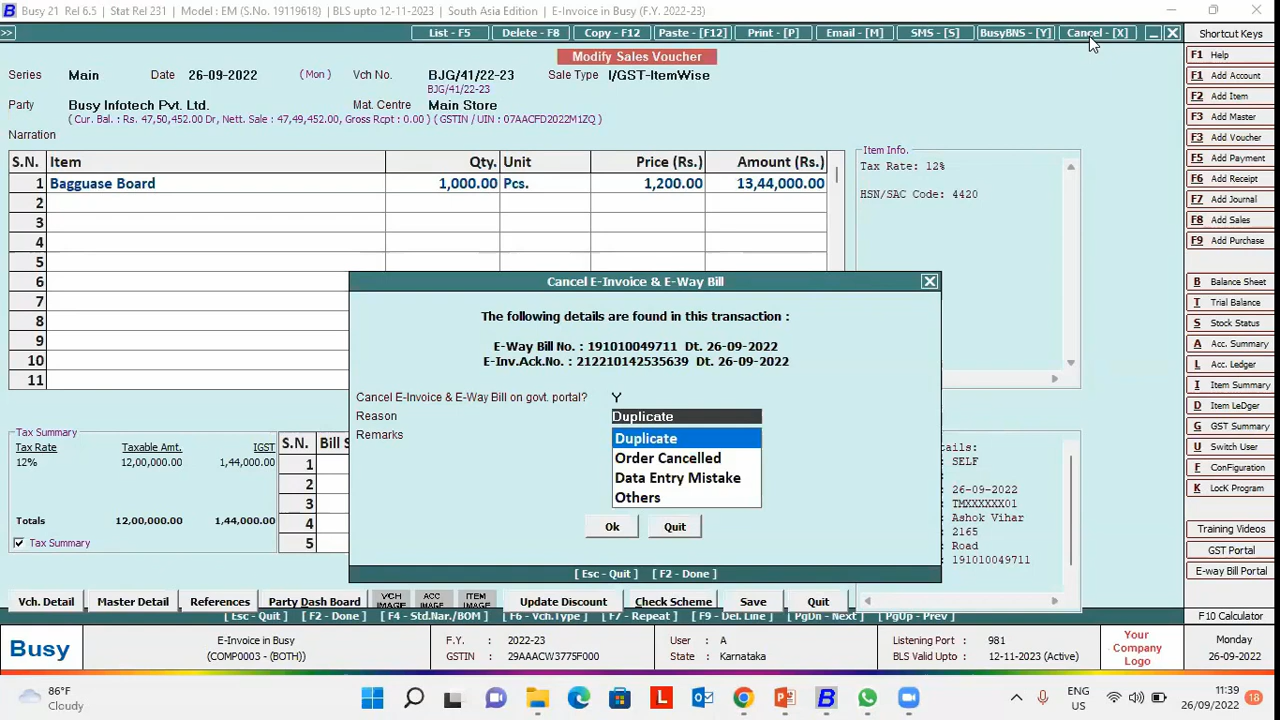 Busy 21 Rel 6.5 | Stat Rel 231 | Model : EM (S.No. 19119618) | BLS upto 12-11-2023 | South Asia Edition | E-Invoice in Busy (F.Y. 2022-23)
>> List - F5 Delete - F8 Copy - F12 Paste - [F12] Print - [P] Email - [M] SMS - [S] BusyBNS - [Y] Cancel - [X] Shortcut Keys
Modify Sales Voucher
Series Main Date 26-09-2022 (Mon) Vch No. BJG/41/22-23 Sale Type I/GST-ItemWise
BJG/41/22-23
Party Busy Infotech Pvt. Ltd. Mat. Centre Main Store
( Cur. Bal. : Rs. 47,50,452.00 Dr, Nett. Sale : 47,49,452.00, Gross Rcpt : 0.00 ) ( GSTIN / UIN : 07AACFD2022M1ZQ )
Narration
S.N. Item Qty. Unit Price (Rs.) Amount (Rs.)
1 Bagguase Board 1,000.00 Pcs. 1,200.00 13,44,000.00
2
3
4
5
6
7
8
9
10
11
Item Info.
Tax Rate: 12%
HSN/SAC Code: 4420
Cancel E-Invoice & E-Way Bill
The following details are found in this transaction :
E-Way Bill No. : 191010049711 Dt. 26-09-2022
E-Inv.Ack.No. : 212210142535639 Dt. 26-09-2022
Cancel E-Invoice & E-Way Bill on govt. portal? Y
Reason Duplicate
Remarks
Duplicate
Order Cancelled
Data Entry Mistake
Others
Ok Quit
[ Esc - Quit ] [ F2 - Done ]
Tax Summary
Tax Rate Taxable Amt. IGST
12% 12,00,000.00 1,44,000.00
Totals 12,00,000.00 1,44,000.00
Tax Summary
S.N. Bill S
1
2
3
4
5
tails:
: SELF
: 26-09-2022
: TMXXXXXX01
: Ashok Vihar
: 2165
: Road
: 191010049711
Vch. Detail Master Detail References Party Dash Board VCH IMAGE ACC IMAGE ITEM IMAGE Update Discount Check Scheme Save Quit
[ Esc - Quit ] [ F2 - Done ] [ F4 - Std.Nar./BOM ] [ F6 - Vch.Type ] [ F7 - Repeat ] [ F9 - Del. Line ] [ PgDn - Next ] [ PgUp - Prev ]
F1 Help
F1 Add Account
F2 Add Item
F3 Add Master
F3 Add Voucher
F5 Add Payment
F6 Add Receipt
F7 Add Journal
F8 Add Sales
F9 Add Purchase
B Balance Sheet
T Trial Balance
S Stock Status
A Acc. Summary
L Acc. Ledger
I Item Summary
D Item LeDger
G GST Summary
U Switch User
F ConFiguration
K LocK Program
Training Videos
GST Portal
E-way Bill Portal
F10 Calculator
Busy
E-Invoice in Busy F.Y. : 2022-23 User : A Listening Port : 981
(COMP0003 - (BOTH)) GSTIN : 29AAACW3775F000 State : Karnataka BLS Valid Upto : 12-11-2023 (Active)
Your
Company
Logo
Monday
26-09-2022
86°F
Cloudy
ENG
US
11:39
26/09/2022
18